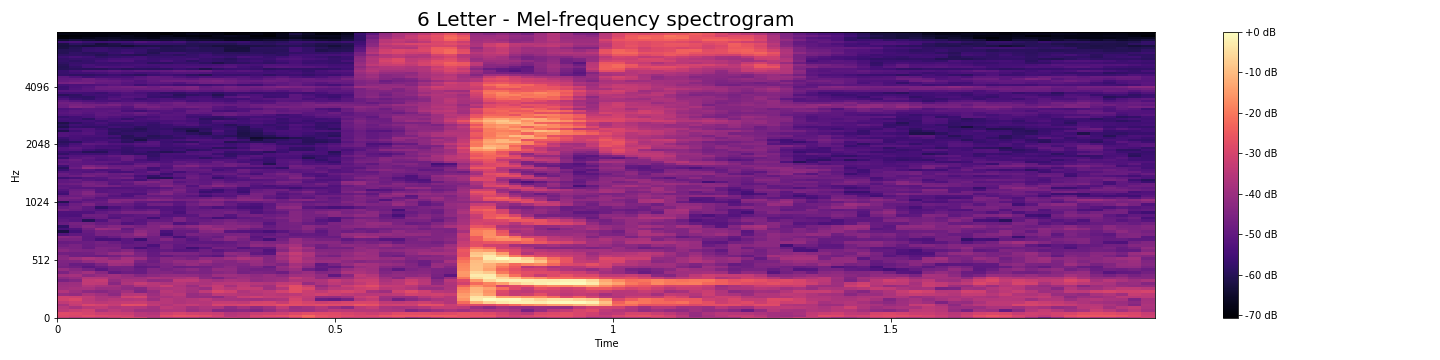 6 Letter - Mel-frequency spectrogram
Hz
4096
2048
1024
512
0
0
0.5
1
1.5
Time
+0 dB
-10 dB
-20 dB
-30 dB
-40 dB
-50 dB
-60 dB
-70 dB